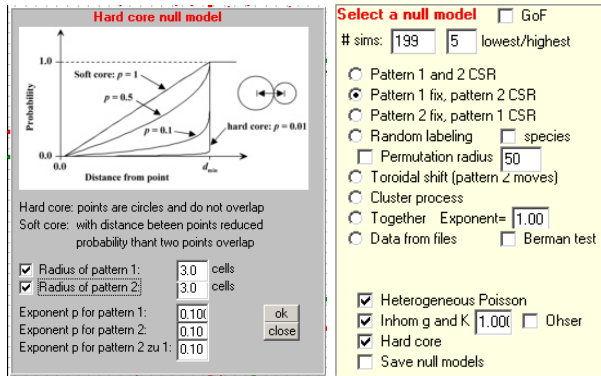 Hard core null model
1.0
Soft core: p = 1
p = 0.5
p = 0.1
hard core: p = 0.01
0.0
0.0
d min
Probability
Distance from point
Hard core: points are circles and do not overlap
Soft core: with distance beteen points reduced
probability thant two points overlap
Radius of pattern 1: 3.0 cells
Radius of pattern 2: 3.0 cells
Exponent p for pattern 1: 0.100
Exponent p for pattern 2: 0.10
Exponent p for pattern 2 zu 1: 0.10
ok
close
Select a null model GoF
# sims: 199 5 lowest/highest
Pattern 1 and 2 CSR
Pattern 1 fix, pattern 2 CSR
Pattern 2 fix, pattern 1 CSR
Random labeling species
Permutation radius 50
Toroidal shift (pattern 2 moves)
Cluster process
Together Exponent= 1.00
Data from files Berman test
Heterogeneous Poisson
Inhom g and K 1.000 Ohser
Hard core
Save null models